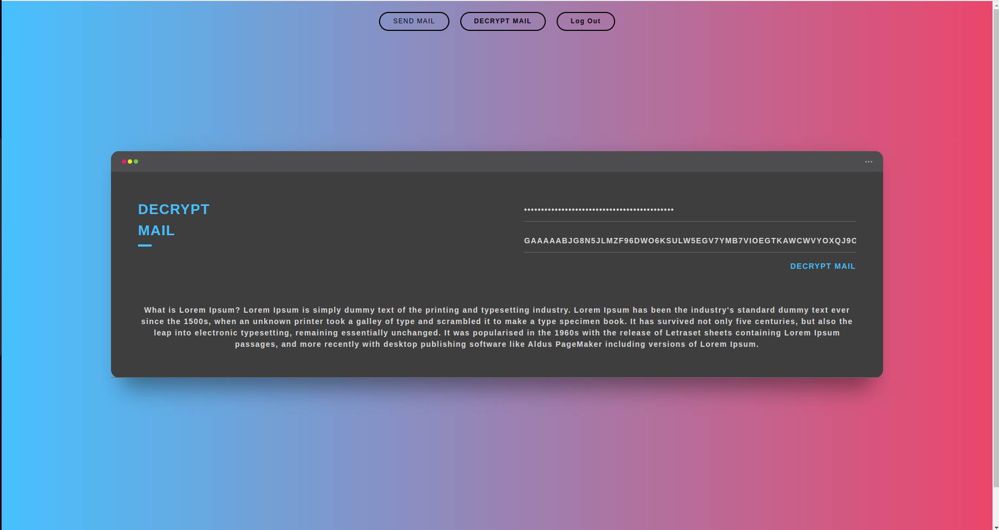 SEND MAIL
DECRYPT MAIL
Log Out
DECRYPT
MAIL
••••••••••••••••••••••••••••••••••••••••••••
GAAAAABJG8N5JLMZF96DWO6KSULW5EGV7YMB7VIOEGTKAWCWVYOXQJ9C
DECRYPT MAIL
What is Lorem Ipsum? Lorem Ipsum is simply dummy text of the printing and typesetting industry. Lorem Ipsum has been the industry's standard dummy text ever
since the 1500s, when an unknown printer took a galley of type and scrambled it to make a type specimen book. It has survived not only five centuries, but also the
leap into electronic typesetting, remaining essentially unchanged. It was popularised in the 1960s with the release of Letraset sheets containing Lorem Ipsum
passages, and more recently with desktop publishing software like Aldus PageMaker including versions of Lorem Ipsum.